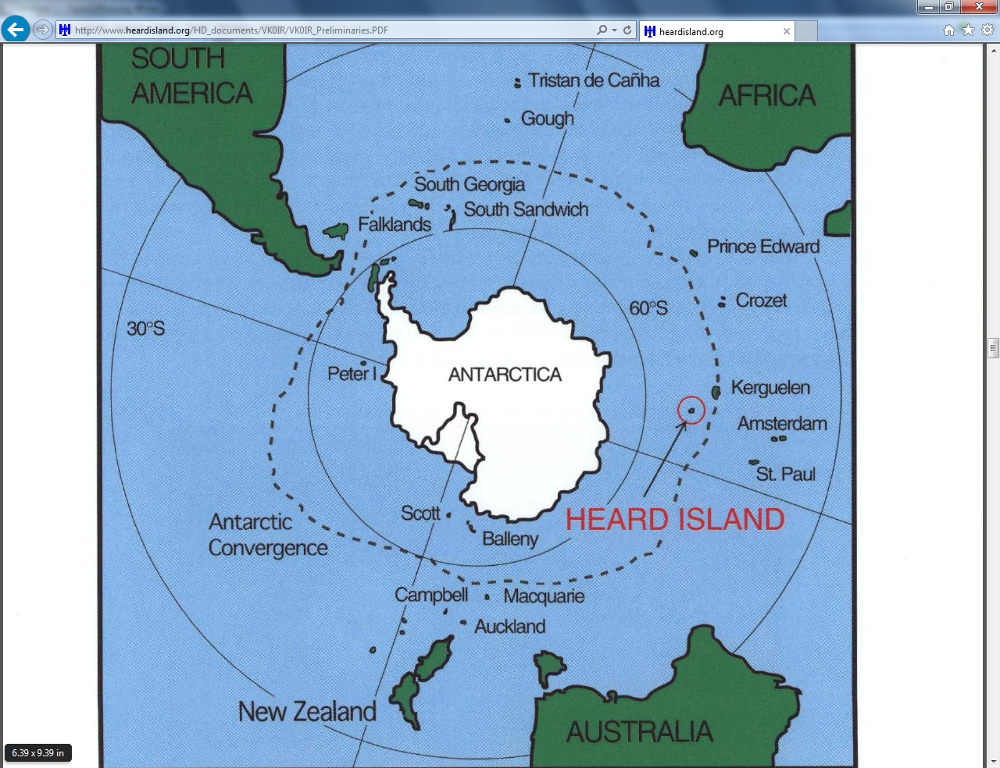 http://www.heardisland.org/HD_documents/VK0IR/VK0IR_Preliminaries.PDF
heardisland.org
SOUTH
AMERICA
Tristan de Cañha
AFRICA
Gough
South Georgia
South Sandwich
Falklands
Prince Edward
Crozet
60°S
30°S
Peter I
ANTARCTICA
Kerguelen
Amsterdam
St. Paul
Scott
HEARD ISLAND
Antarctic
Convergence
Balleny
Campbell
Macquarie
Auckland
New Zealand
AUSTRALIA
6.39 x 9.39 in